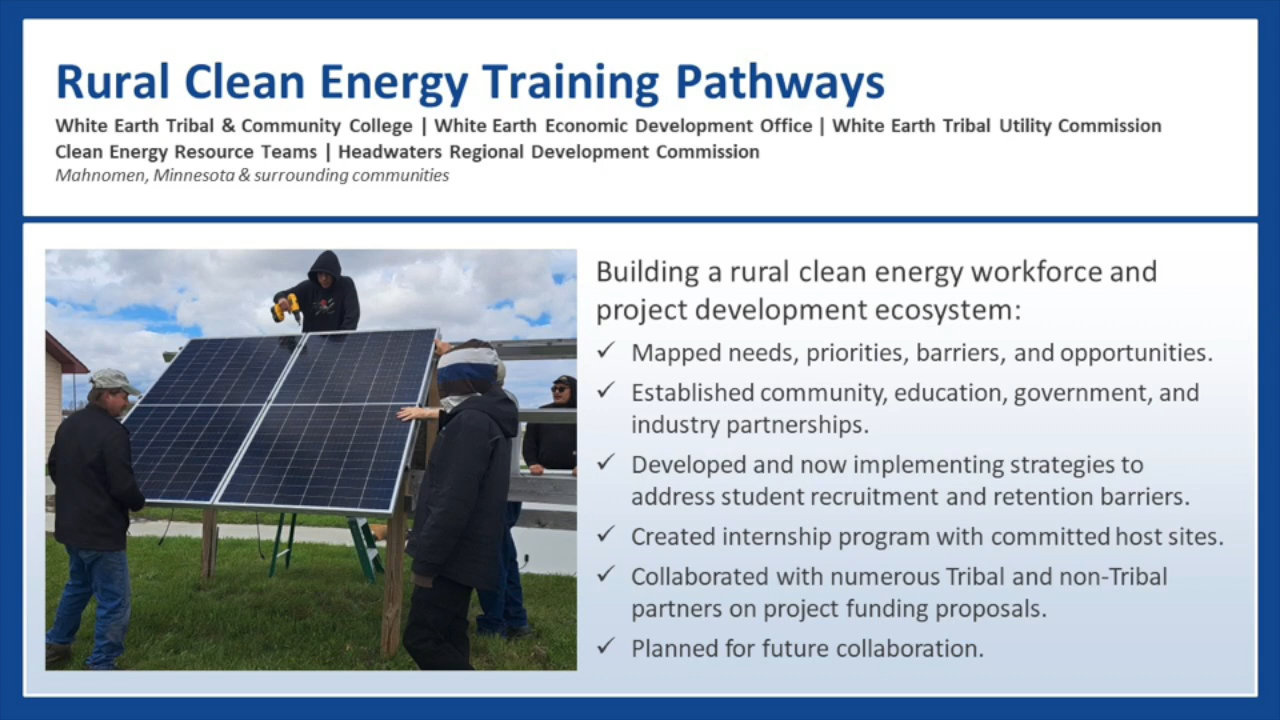 Rural Clean Energy Training Pathways
White Earth Tribal & Community College | White Earth Economic Development Office | White Earth Tribal Utility Commission
Clean Energy Resource Teams | Headwaters Regional Development Commission
Mahnomen, Minnesota & surrounding communities
Building a rural clean energy workforce and
project development ecosystem:
✓ Mapped needs, priorities, barriers, and opportunities.
✓ Established community, education, government, and
industry partnerships.
✓ Developed and now implementing strategies to
address student recruitment and retention barriers.
✓ Created internship program with committed host sites.
✓ Collaborated with numerous Tribal and non-Tribal
partners on project funding proposals.
✓ Planned for future collaboration.